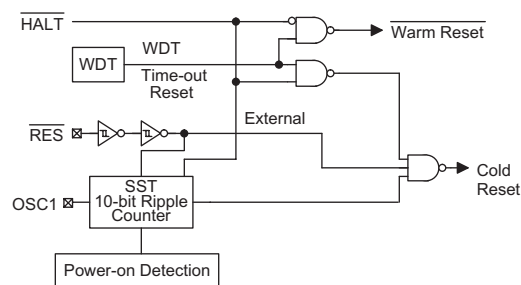 HALT
WDT
WDT
Time-out
Reset
Warm Reset
RES
External
OSC1
SST
10-bit Ripple
Counter
Cold
Reset
Power-on Detection